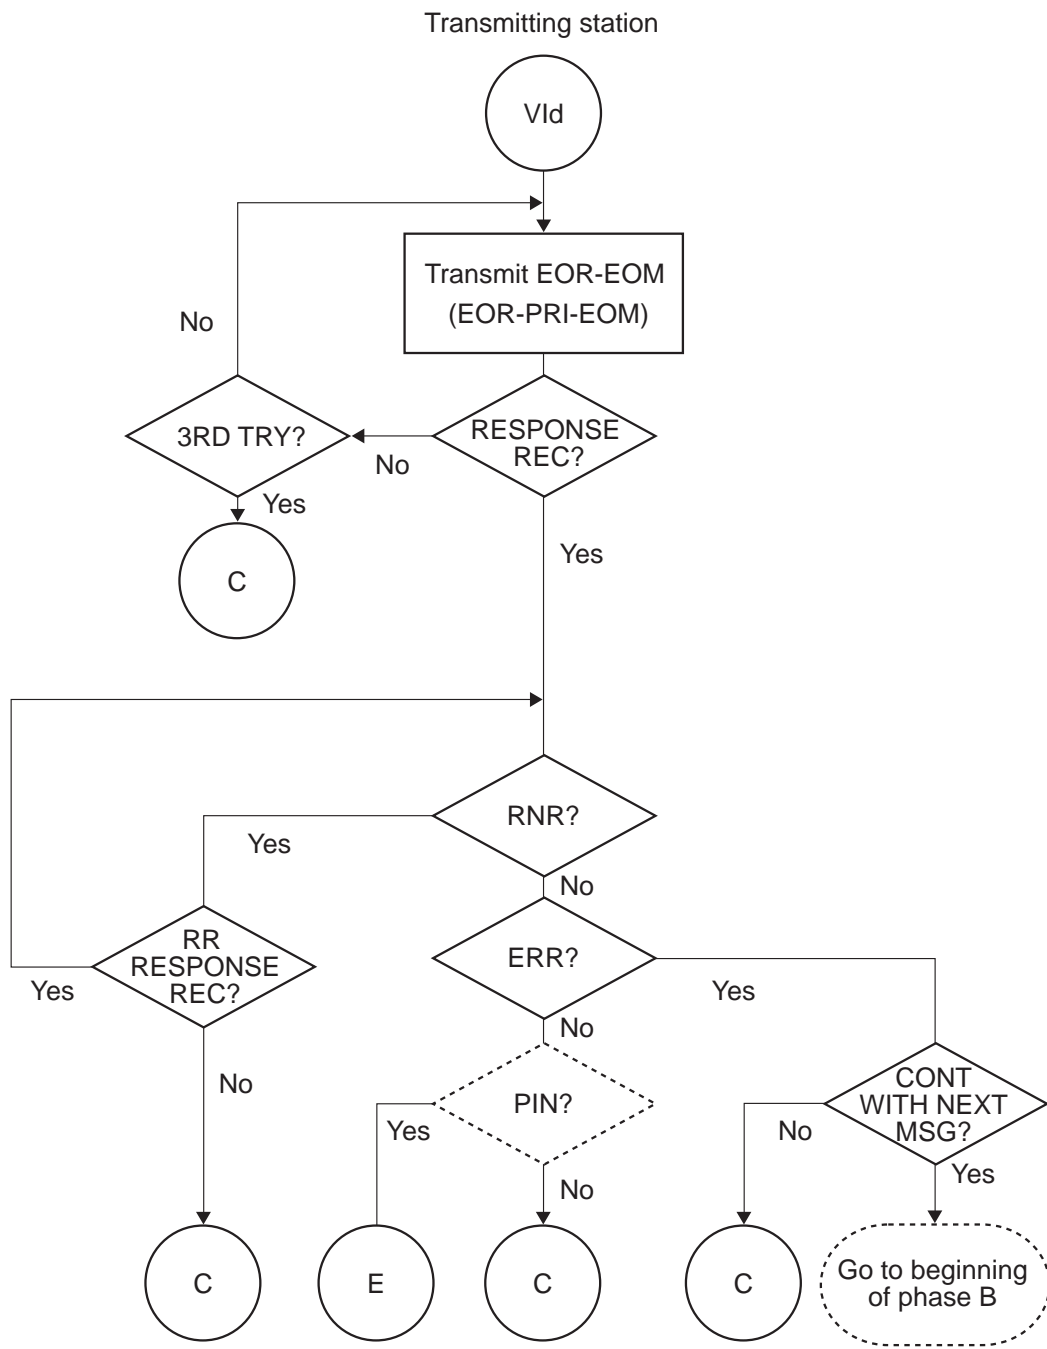 Transmitting station
VId
Transmit EOR-EOM
(EOR-PRI-EOM)
No
3RD TRY?
RESPONSE
REC?
No
Yes
C
Yes
RNR?
Yes
No
RR
RESPONSE
REC?
Yes
ERR?
Yes
No
No
PIN?
Yes
No
CONT
WITH NEXT
MSG?
No
Yes
C
E
C
C
Go to beginning
of phase B